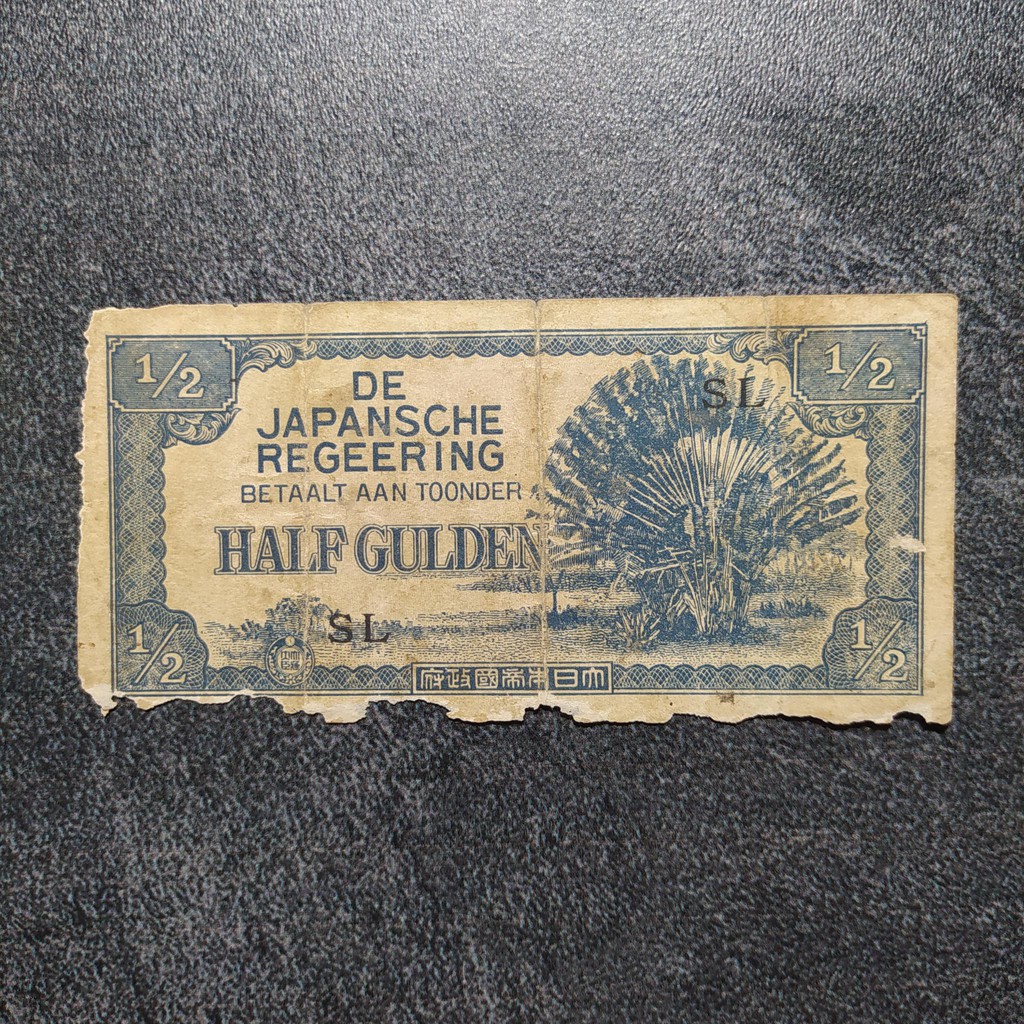 1/2
1/2
DE
JAPANSCHE
REGEERING
BETAALT AAN TOONDER
HALF GULDEN
SL
SL
1/2
1/2
府政國帝本日大